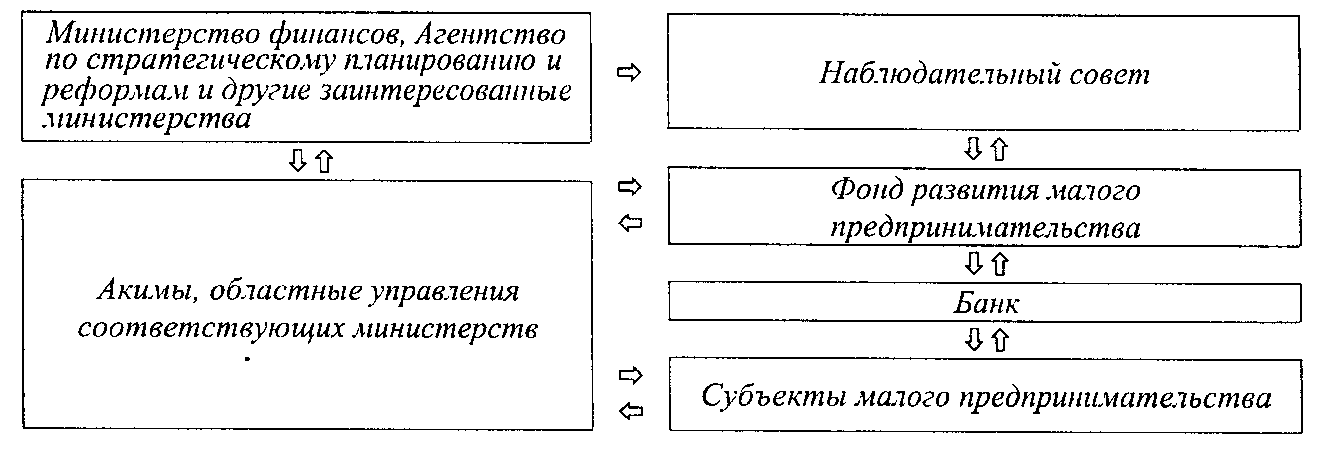 Министерство финансов, Агентство
по стратегическому планированию и
реформам и другие заинтересованные
министерства
Наблюдательный совет
Фонд развития малого
предпринимательства
Акимы, областные управления
соответствующих министерств
Банк
Субъекты малого предпринимательства